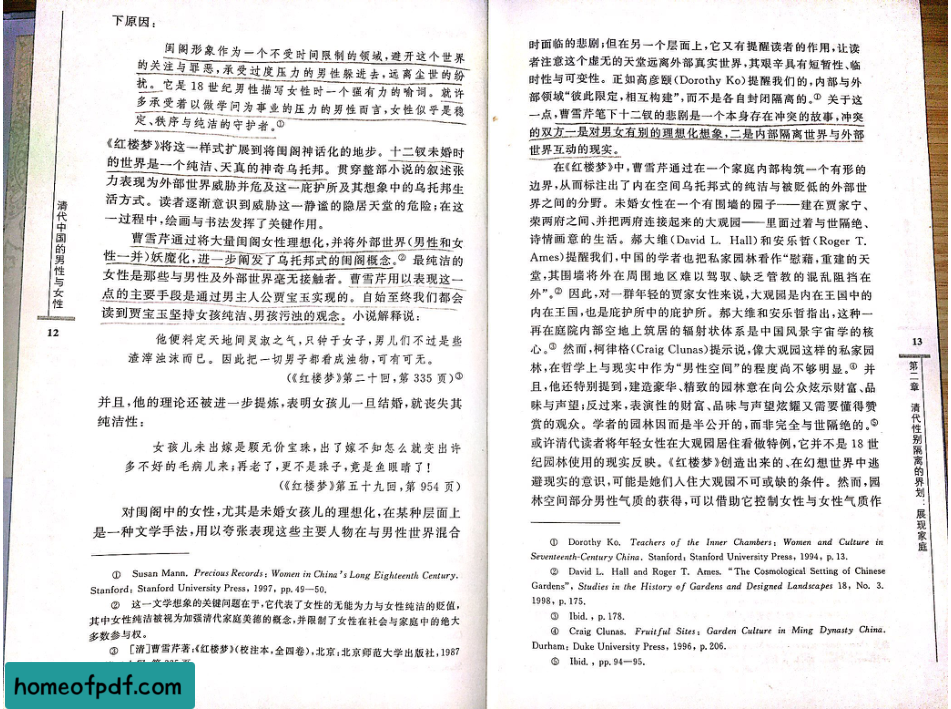 下原因：
闺阁形象作为一个不受时间限制的领域，避开这个世界
的关注与罪恶，承受过度压力的男性躲进去，远离尘世的纷
扰。它是 18 世纪男性描写女性时一个强有力的喻词。就许
多承受着以做学问为事业的压力的男性而言，女性似乎是稳
定、秩序与纯洁的守护者。①
《红楼梦》将这一样式扩展到将闺阁神话化的地步。十二钗未婚时
的世界是一个纯洁、天真的神奇乌托邦。贯穿整部小说的叙述张
力表现为外部世界威胁并危及这一庇护所及其想象中的乌托邦生
活方式。读者逐渐意识到威胁这一静谧的隐居天堂的危险；在这
一过程中，绘画与书法发挥了关键作用。
曹雪芹通过将大量闺阁女性理想化，并将外部世界（男性和女
性一并）妖魔化，进一步阐发了乌托邦式的闺阁概念。② 最纯洁的
女性是那些与男性及外部世界毫无接触者。曹雪芹用以表现这一
点的主要手段是通过男主人公贾宝玉实现的。自始至终我们都会
读到贾宝玉坚持女孩纯洁、男孩污浊的观念。小说解释说：
他便料定天地间灵淑之气，只钟于女子，男儿们不过是些
渣滓浊沫而已。因此把一切男子都看成浊物，可有可无。
（《红楼梦》第二十回，第 335 页）③
并且，他的理论还被进一步提炼，表明女孩儿一旦结婚，就丧失其
纯洁性：
女孩儿未出嫁是颗无价宝珠，出了嫁不知怎么就变出许
多不好的毛病儿来；再老了，更不是珠子，竟是鱼眼睛了！
（《红楼梦》第五十九回，第 954 页）
对闺阁中的女性，尤其是未婚女孩儿的理想化，在某种层面上
是一种文学手法，用以夸张表现这些主要人物在与男性世界混合
① Susan Mann, Precious Records: Women in China's Long Eighteenth Century.
Stanford: Stanford University Press, 1997, pp. 49—50.
② 这一文学想象的关键问题在于，它代表了女性的无能为力与女性纯洁的贬值，
其中女性纯洁被视为加强清代家庭美德的概念，并限制了女性在社会与家庭中的绝大
多数参与权。
③ [清]曹雪芹著：《红楼梦》（校注本，全四卷），北京：北京师范大学出版社，1987
清代中国的男性与女性
12
homeofpdf.com
时面临的悲剧；但在另一个层面上，它又有提醒读者的作用，让读
者注意这个虚无的天堂远离外部真实世界，其艰辛具有短暂性、临
时性与可变性。正如高彦颐（Dorothy Ko）提醒我们的，内部与外
部领域“彼此限定，相互构建”，而不是各自封闭隔离的。① 关于这
一点，曹雪芹笔下十二钗的悲剧是一个本身存在冲突的故事，冲突
的双方一是对男女有别的理想化想象，二是内部隔离世界与外部
世界互动的现实。
在《红楼梦》中，曹雪芹通过在一个家庭内部构筑一个有形的
边界，从而标注出了内在空间乌托邦式的纯洁与被贬低的外部世
界之间的分野。未婚女性在一个有围墙的园子——建在贾家宁、
荣两府之间、并把两府连接起来的大观园——里面过着与世隔绝、
诗情画意的生活。郝大维（David L. Hall）和安乐哲（Roger T.
Ames）提醒我们，中国的学者也把私家园林看作“慰藉，重建的天
堂，其围墙将外在周围地区难以驾驭、缺乏管教的混乱阻挡在
外”。② 因此，对一群年轻的贾家女性来说，大观园是内在王国中的
内在王国，也是庇护所中的庇护所。郝大维和安乐哲指出，这种一
再在庭院内部空地上筑居的辐射状体系是中国风景宇宙学的核
心。③ 然而，柯律格（Craig Clunas）提示说，像大观园这样的私家园
林，在哲学上与现实中作为“男性空间”的程度尚不够明显。④ 并
且，他还特别提到，建造豪华、精致的园林意在向公众炫示财富、品
味与声望；反过来，表演性的财富、品味与声望炫耀又需要懂得赞
赏的观众。学者的园林因而是半公开的，而非完全与世隔绝的。⑤
或许清代读者将年轻女性在大观园居住看做特例，它并不是 18 世
纪园林使用的现实反映。《红楼梦》创造出来的、在幻想世界中逃
避现实的意识，可能是她们入住大观园不可或缺的条件。然而，园
林空间部分男性气质的获得，可以借助它控制女性与女性气质作
① Dorothy Ko. Teachers of the Inner Chambers: Women and Culture in
Seventeenth-Century China. Stanford: Stanford University Press, 1994, p. 13.
② David L. Hall and Roger T. Ames. "The Cosmological Setting of Chinese
Gardens", Studies in the History of Gardens and Designed Landscapes 18, No. 3.
1998, p. 175.
③ Ibid. , p. 178.
④ Craig Clunas. Fruitful Sites: Garden Culture in Ming Dynasty China.
Durham: Duke University Press, 1996, p. 206.
⑤ Ibid. , pp. 94—95.
13
第二章 清代性别隔离的界划：展现家庭